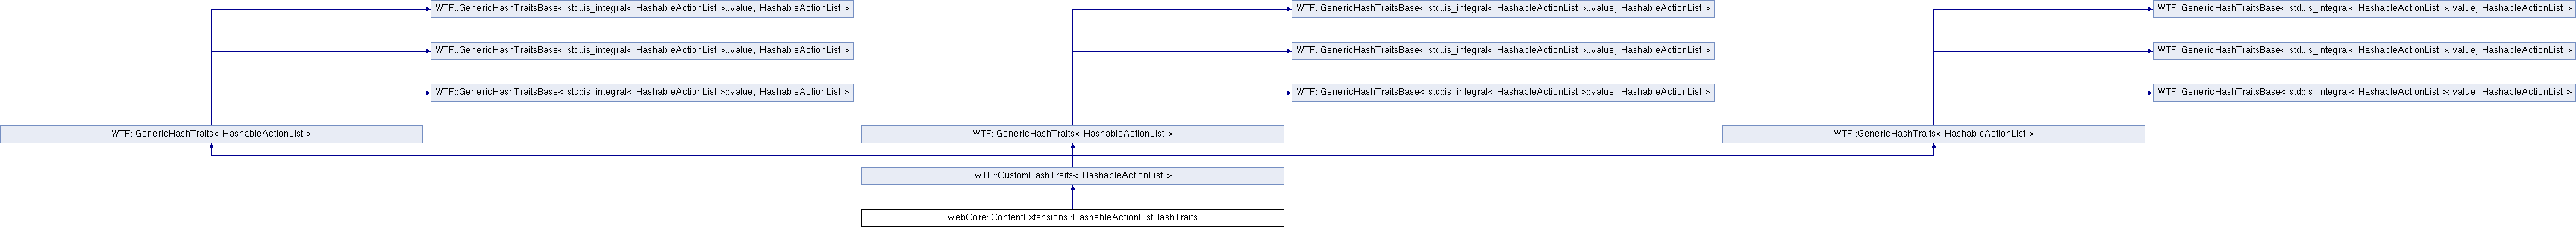 WTF::GenericHashTraitsBase< std::is_integral< HashableActionList >::value, HashableActionList >
WTF::GenericHashTraitsBase< std::is_integral< HashableActionList >::value, HashableActionList >
WTF::GenericHashTraitsBase< std::is_integral< HashableActionList >::value, HashableActionList >
WTF::GenericHashTraitsBase< std::is_integral< HashableActionList >::value, HashableActionList >
WTF::GenericHashTraitsBase< std::is_integral< HashableActionList >::value, HashableActionList >
WTF::GenericHashTraitsBase< std::is_integral< HashableActionList >::value, HashableActionList >
WTF::GenericHashTraitsBase< std::is_integral< HashableActionList >::value, HashableActionList >
WTF::GenericHashTraitsBase< std::is_integral< HashableActionList >::value, HashableActionList >
WTF::GenericHashTraitsBase< std::is_integral< HashableActionList >::value, HashableActionList >
WTF::GenericHashTraits< HashableActionList >
WTF::GenericHashTraits< HashableActionList >
WTF::GenericHashTraits< HashableActionList >
WTF::CustomHashTraits< HashableActionList >
WebCore::ContentExtensions::HashableActionListHashTraits